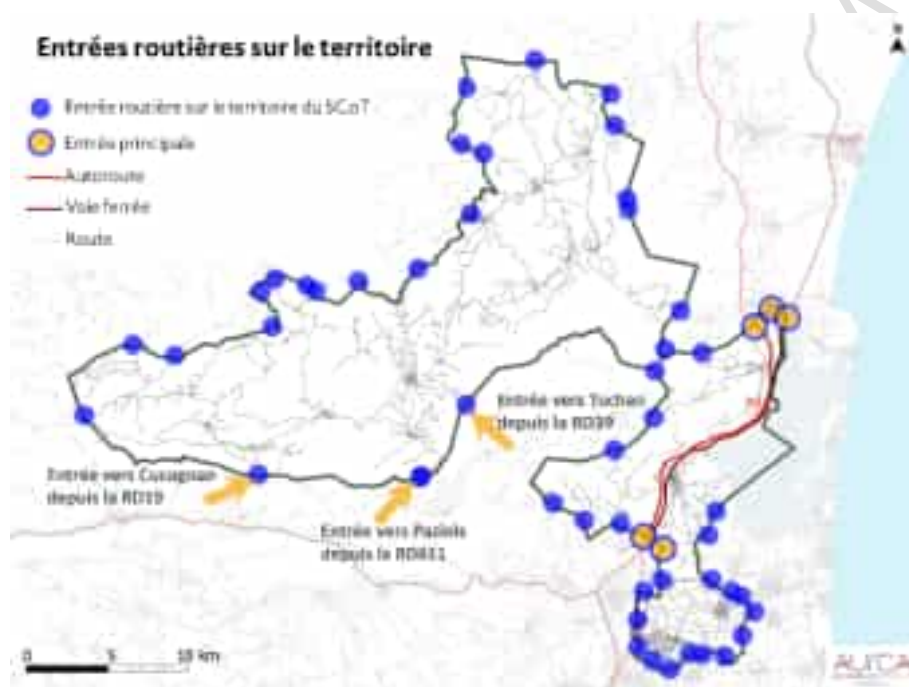 Entrées routières sur le territoire
Entrée routière sur le territoire du SCoT
Entrée principale
Autoroute
Voie ferrée
Route
Entrée vers Tuchan
depuis la RD39
Entrée vers Cucugnan
depuis la RD19
Entrée vers Paziols
depuis la RD611
0 5 10 km